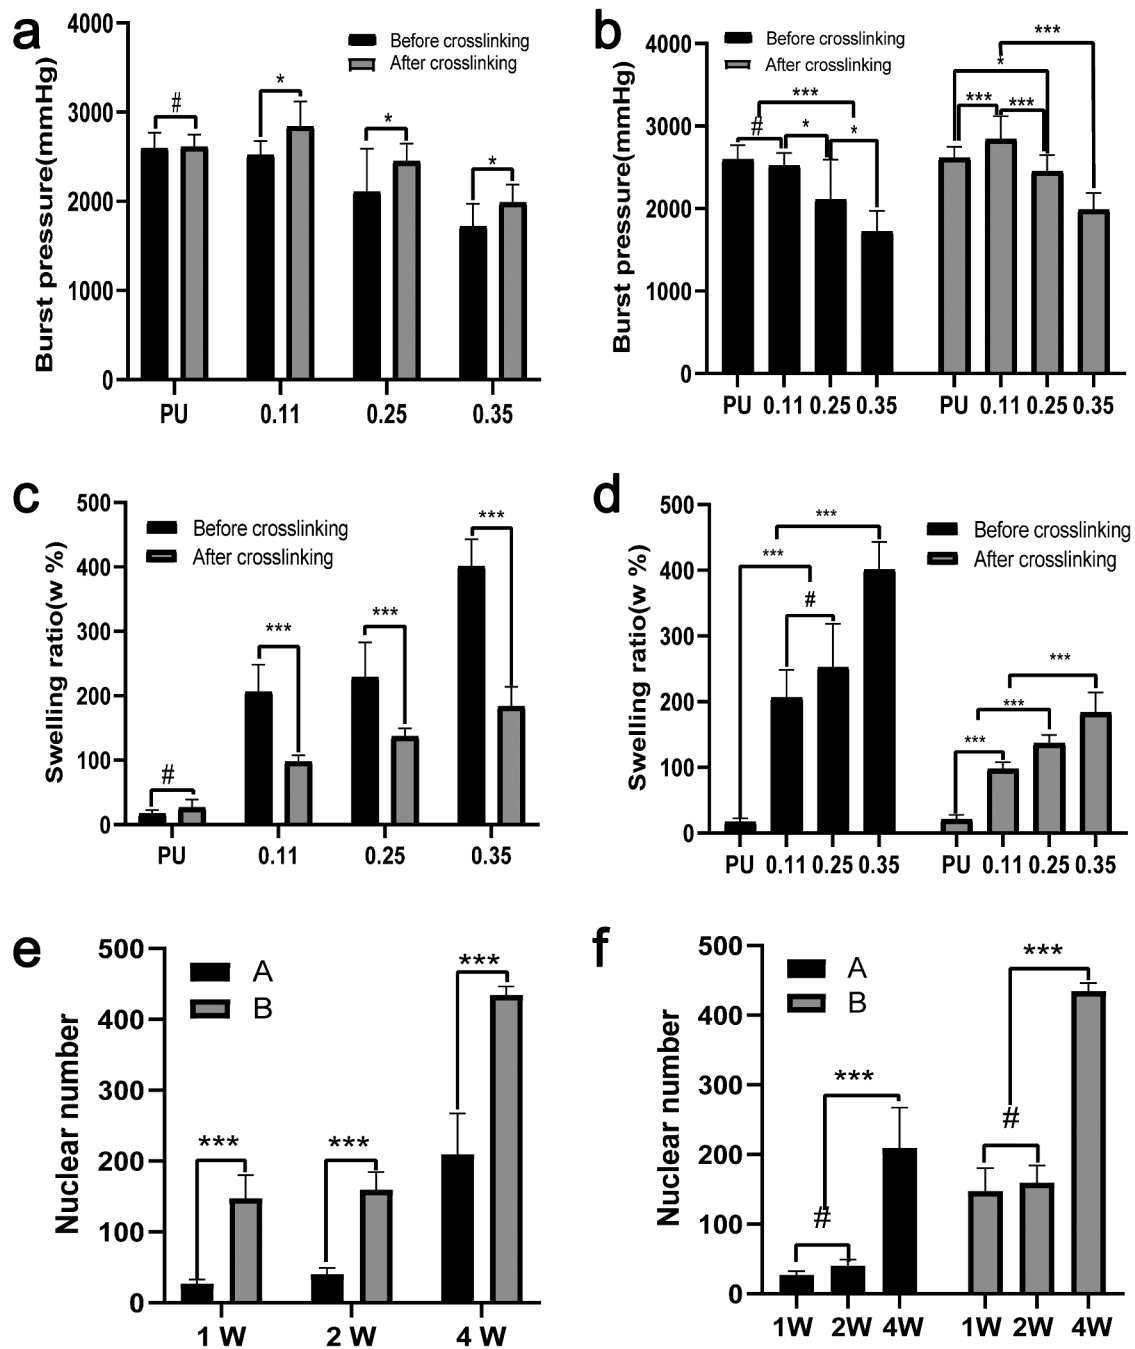 a
Burst pressure(mmHg)
4000
3000
2000
1000
0
Before crosslinking
After crosslinking
#
*
*
*
PU 0.11 0.25 0.35
b
Burst pressure(mmHg)
4000
3000
2000
1000
0
Before crosslinking
After crosslinking
***
#
*
*
***
*
***
***
PU 0.11 0.25 0.35 PU 0.11 0.25 0.35
c
Swelling ratio(w %)
500
400
300
200
100
0
Before crosslinking
After crosslinking
#
***
***
***
PU 0.11 0.25 0.35
d
Swelling ratio(w %)
500
400
300
200
100
0
Before crosslinking
After crosslinking
***
***
#
***
***
***
PU 0.11 0.25 0.35 PU 0.11 0.25 0.35
e
Nuclear number
500
400
300
200
100
0
A
B
***
***
***
1 W 2 W 4 W
f
Nuclear number
500
400
300
200
100
0
A
B
#
***
#
***
1W 2W 4W 1W 2W 4W